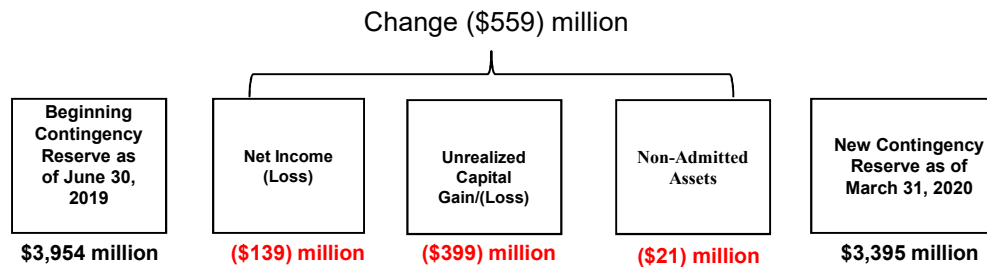 Change ($559) million
Beginning
Contingency
Reserve as
of June 30,
2019
Net Income
(Loss)
Unrealized
Capital
Gain/(Loss)
Non-Admitted
Assets
New Contingency
Reserve as of
March 31, 2020
$3,954 million
($139) million
($399) million
($21) million
$3,395 million